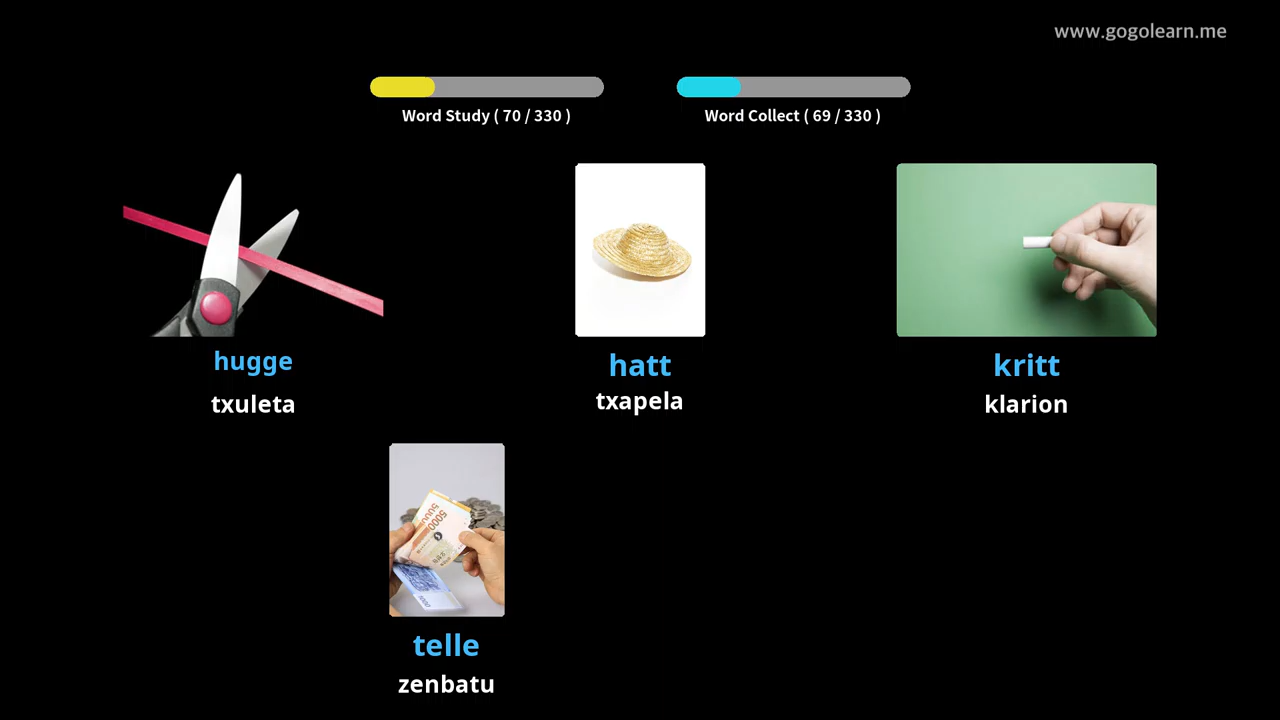 www.gogolearn.me
Word Study ( 70 / 330 )
Word Collect ( 69 / 330 )
hugge
txuleta
hatt
txapela
kritt
klarion
5000
telle
zenbatu